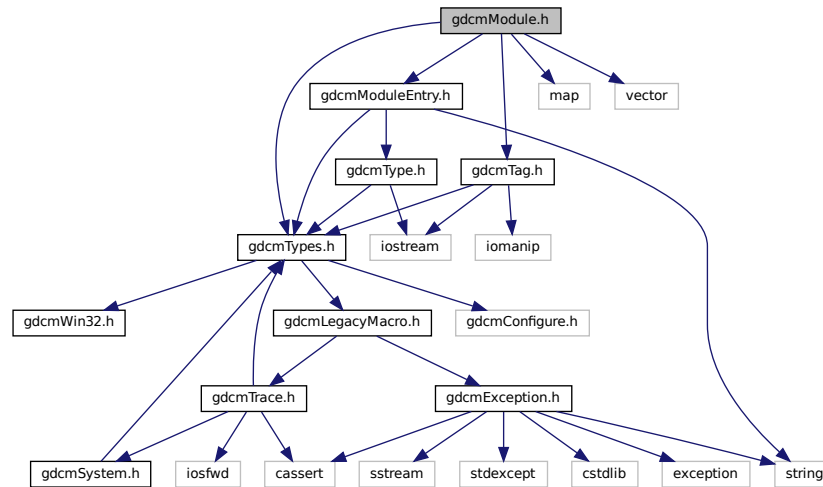 gdcmModule.h
gdcmModuleEntry.h
map
vector
gdcmType.h
gdcmTag.h
gdcmTypes.h
iostream
iomanip
gdcmWin32.h
gdcmLegacyMacro.h
gdcmConfigure.h
gdcmTrace.h
gdcmException.h
gdcmSystem.h
iosfwd
cassert
sstream
stdexcept
cstdlib
exception
string